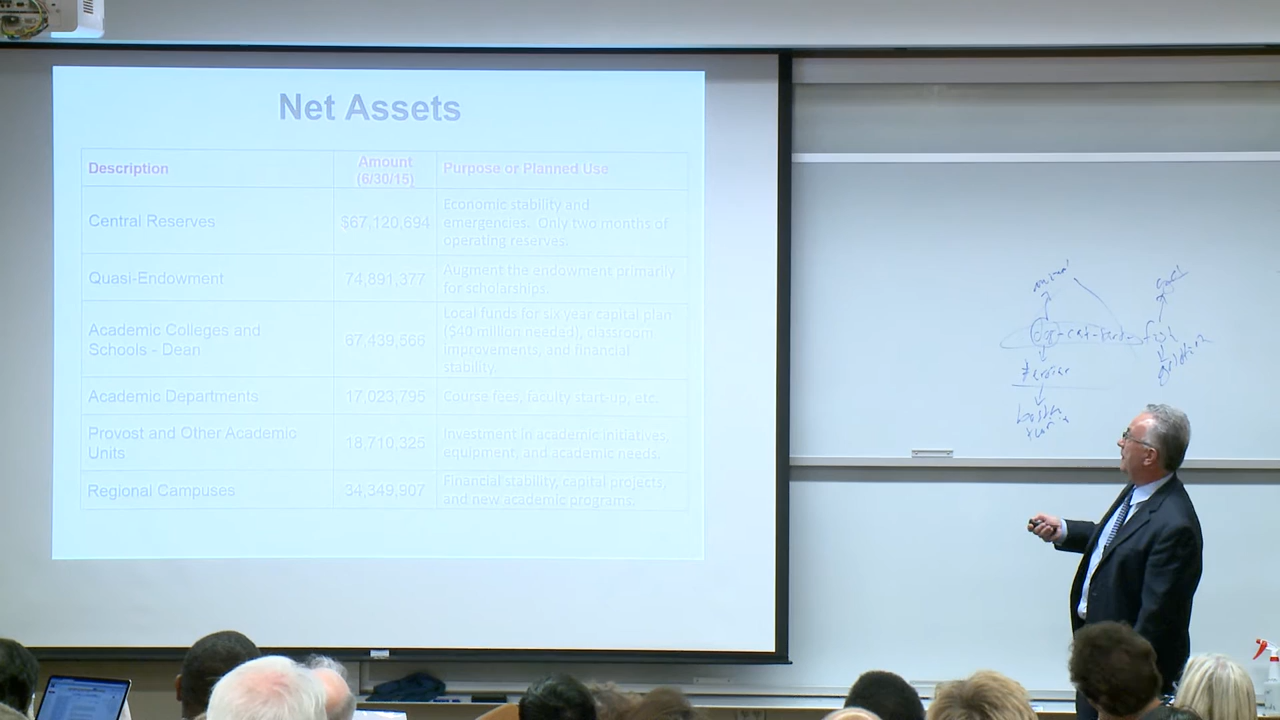 Net Assets
Description
Amount
(6/30/15)
Purpose or Planned Use
Central Reserves
$67,120,694
Economic stability and
emergencies. Only two months of
operating reserves.
Quasi-Endowment
74,891,377
Augment the endowment primarily
for scholarships.
Academic Colleges and
Schools - Dean
67,439,566
Local funds for six year capital plan
($40 million needed), classroom
improvements, and financial
stability.
Academic Departments
17,023,795
Course fees, faculty start-up, etc.
Provost and Other Academic
Units
18,710,325
Investment in academic initiatives,
equipment, and academic needs.
Regional Campuses
34,349,907
Financial stability, capital projects,
and new academic programs.